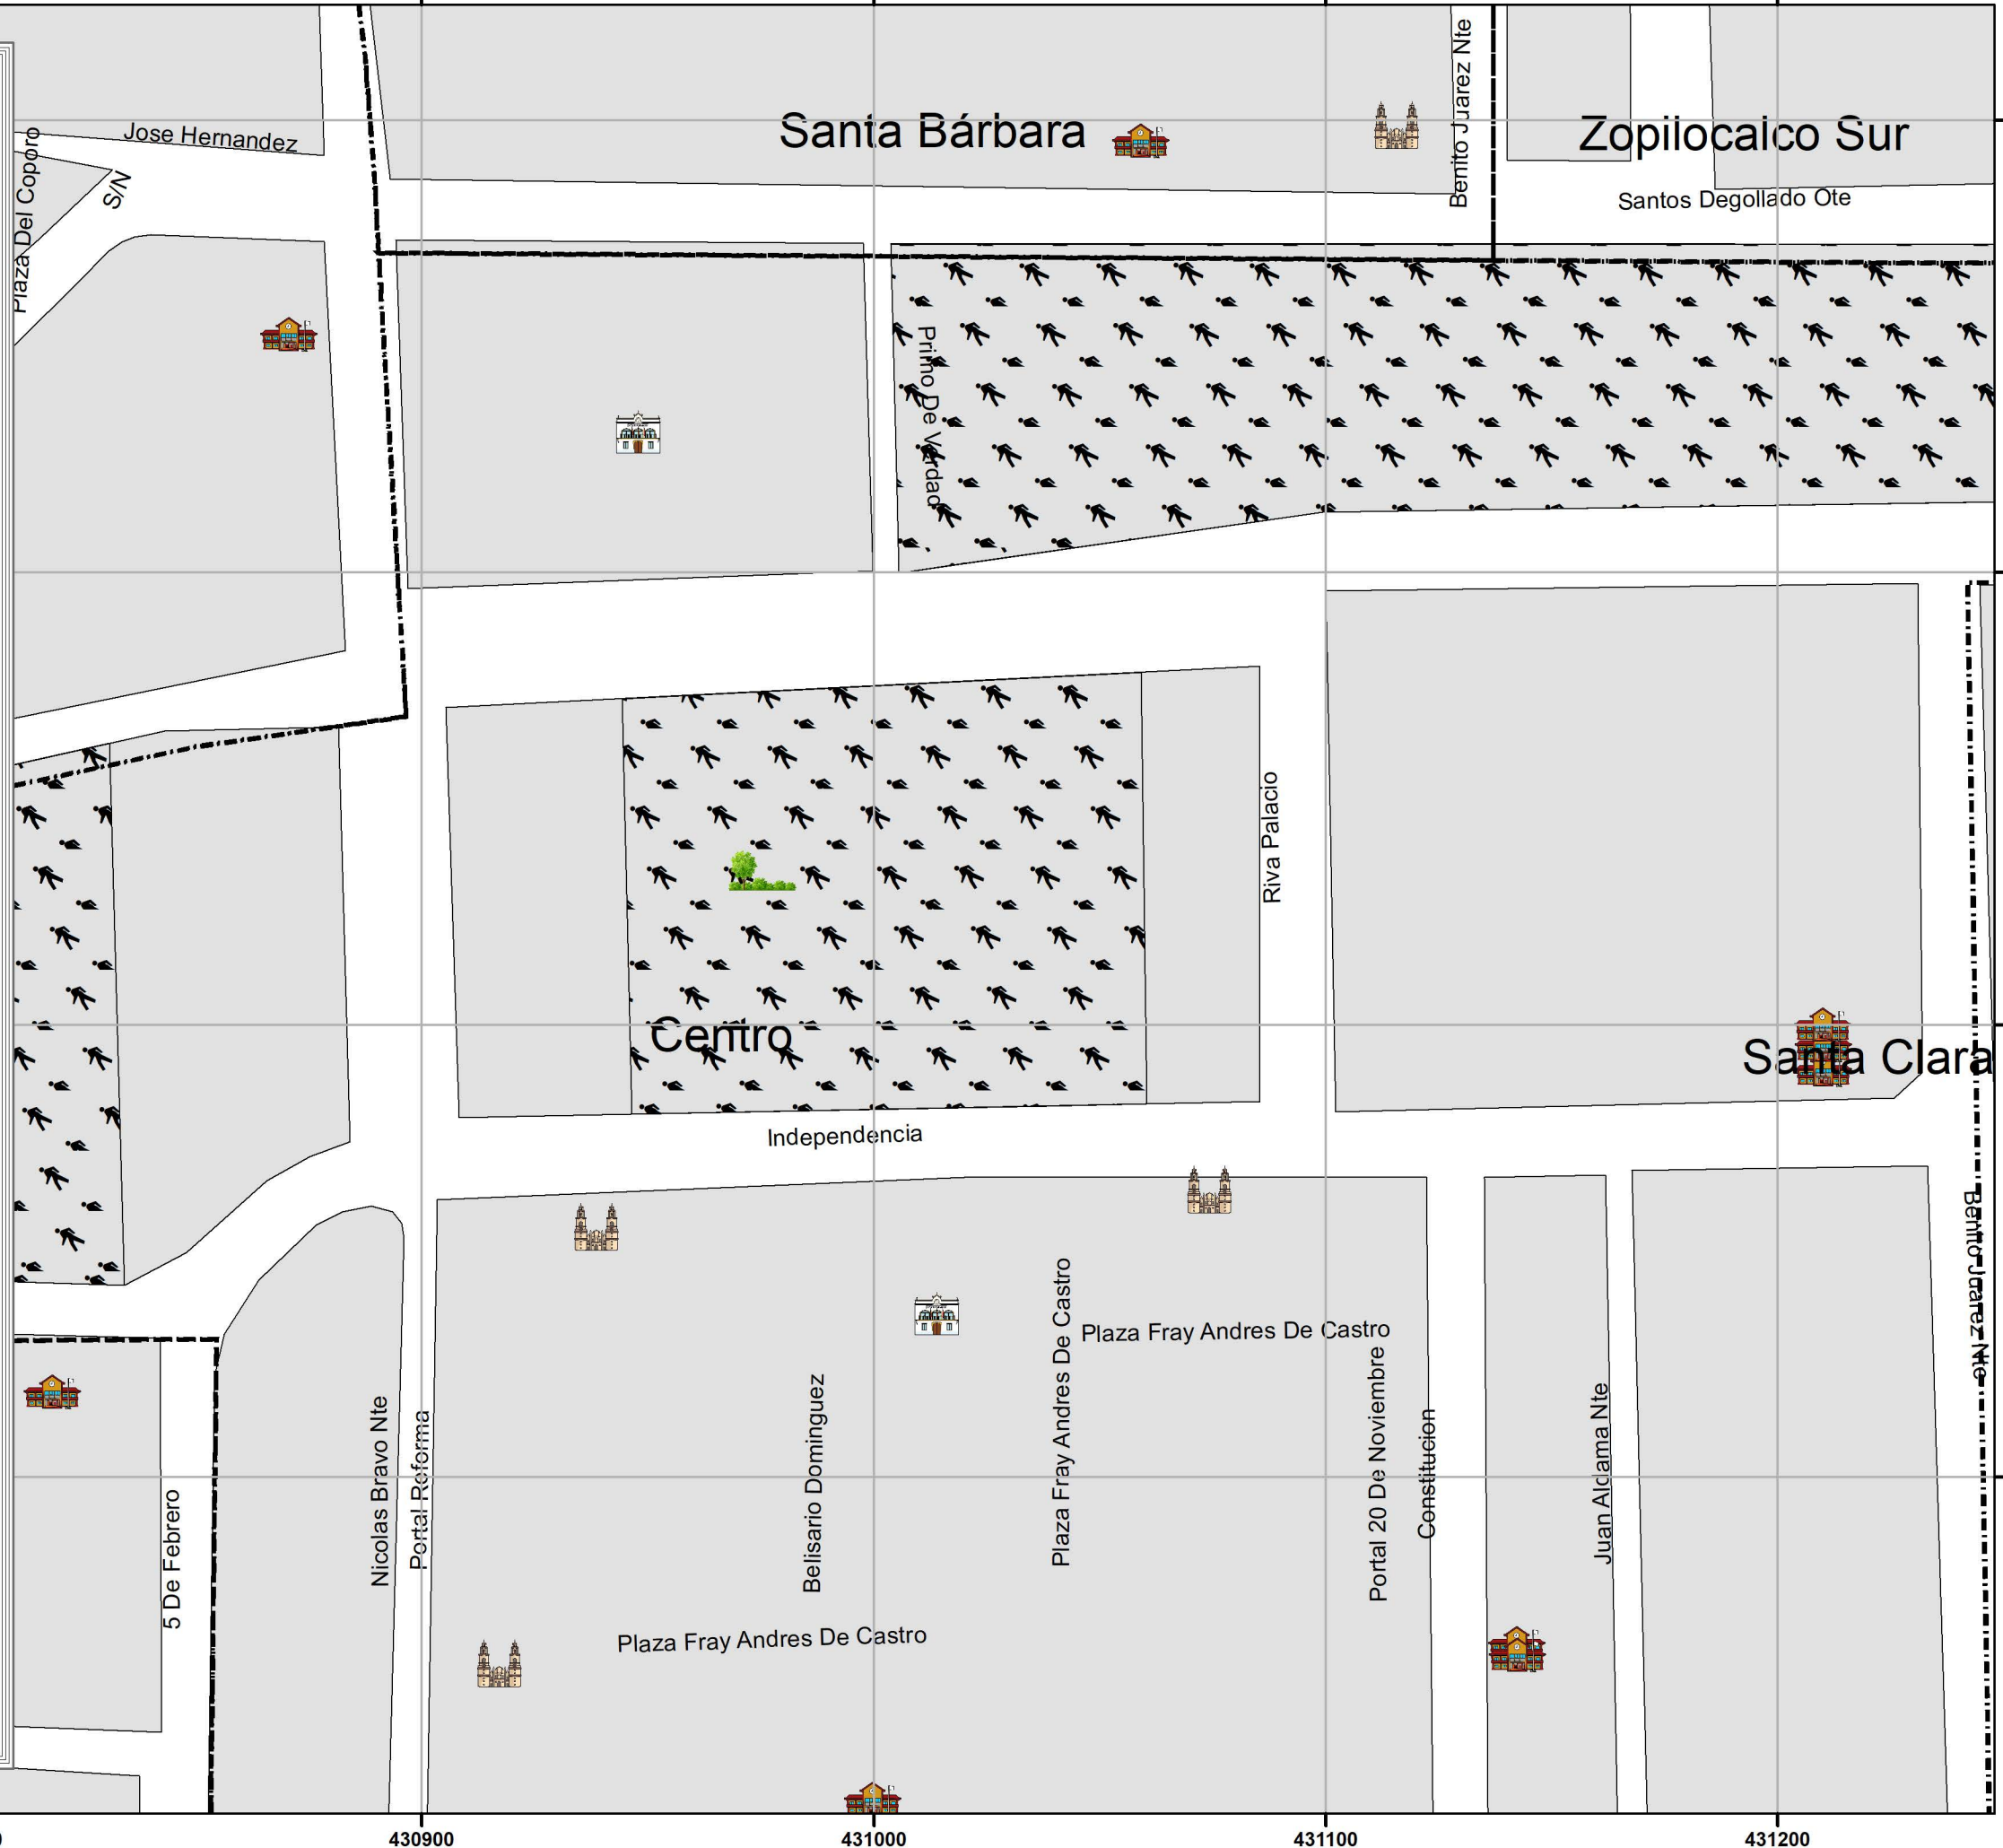 Benito Juarez Nte
Santa Bárbara
Zopilocalco Sur
Jose Hernandez
S/N
Plaza Del Coporo
Santos Degollado Ote
Primo De Verdad
Riva Palacio
Centro
Santa Clara
Independencia
Benito Juarez Nte
Plaza Fray Andres De Castro
Plaza Fray Andres De Castro
Nicolas Bravo Nte
Portal Reforma
Belisario Dominguez
Portal 20 De Noviembre
Constitucion
Juan Aldama Nte
5 De Febrero
Plaza Fray Andres De Castro
430900
431000
431100
431200